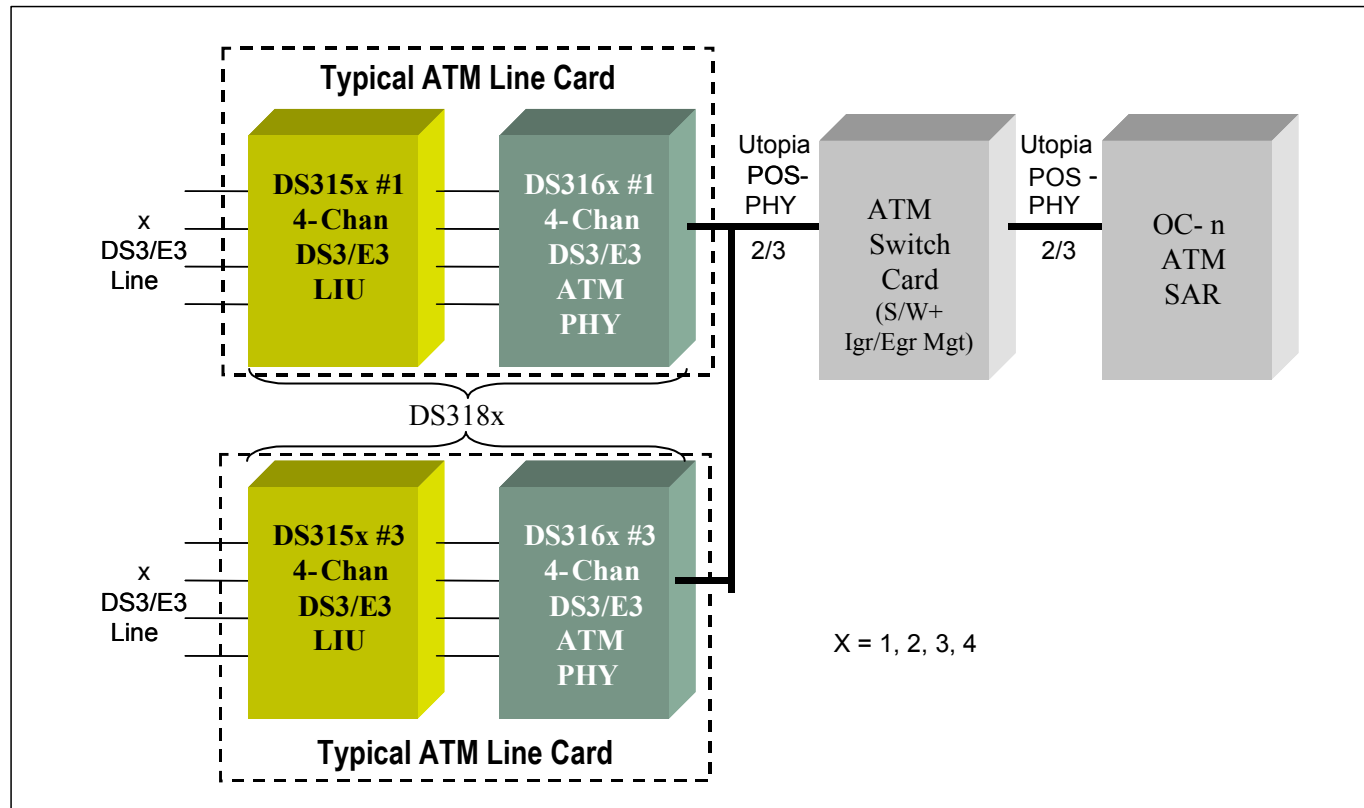 Typical ATM Line Card
x
DS3/E3
Line
DS315x #1
4-Chan
DS3/E3
LIU
DS316x #1
4-Chan
DS3/E3
ATM
PHY
Utopia
POS-
PHY
2/3
ATM
Switch
Card
(S/W+
Igr/Egr Mgt)
Utopia
POS -
PHY
2/3
OC- n
ATM
SAR
DS318x
x
DS3/E3
Line
DS315x #3
4-Chan
DS3/E3
LIU
DS316x #3
4-Chan
DS3/E3
ATM
PHY
X = 1, 2, 3, 4
Typical ATM Line Card